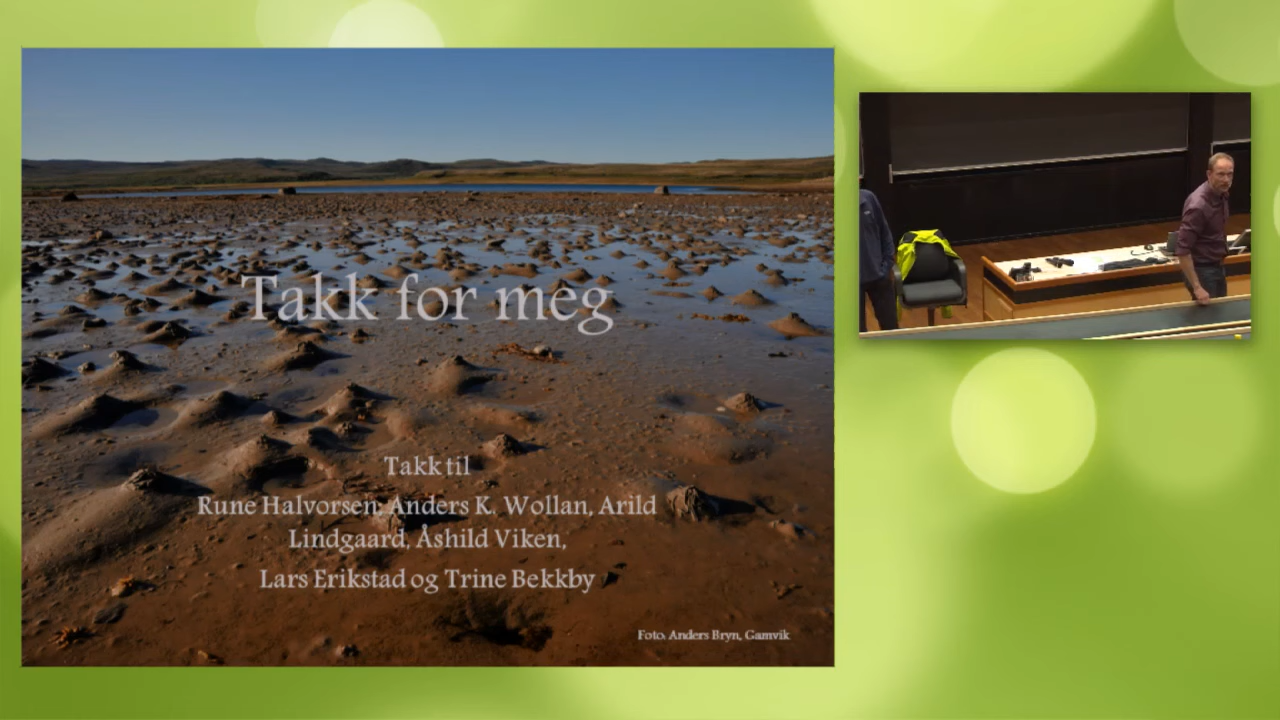 Takk for meg
Takk til
Rune Halvorsen, Anders K. Wollan, Arild
Lindgaard, Åshild Viken,
Lars Erikstad og Trine Bekkby
Foto: Anders Bryn, Gamvik